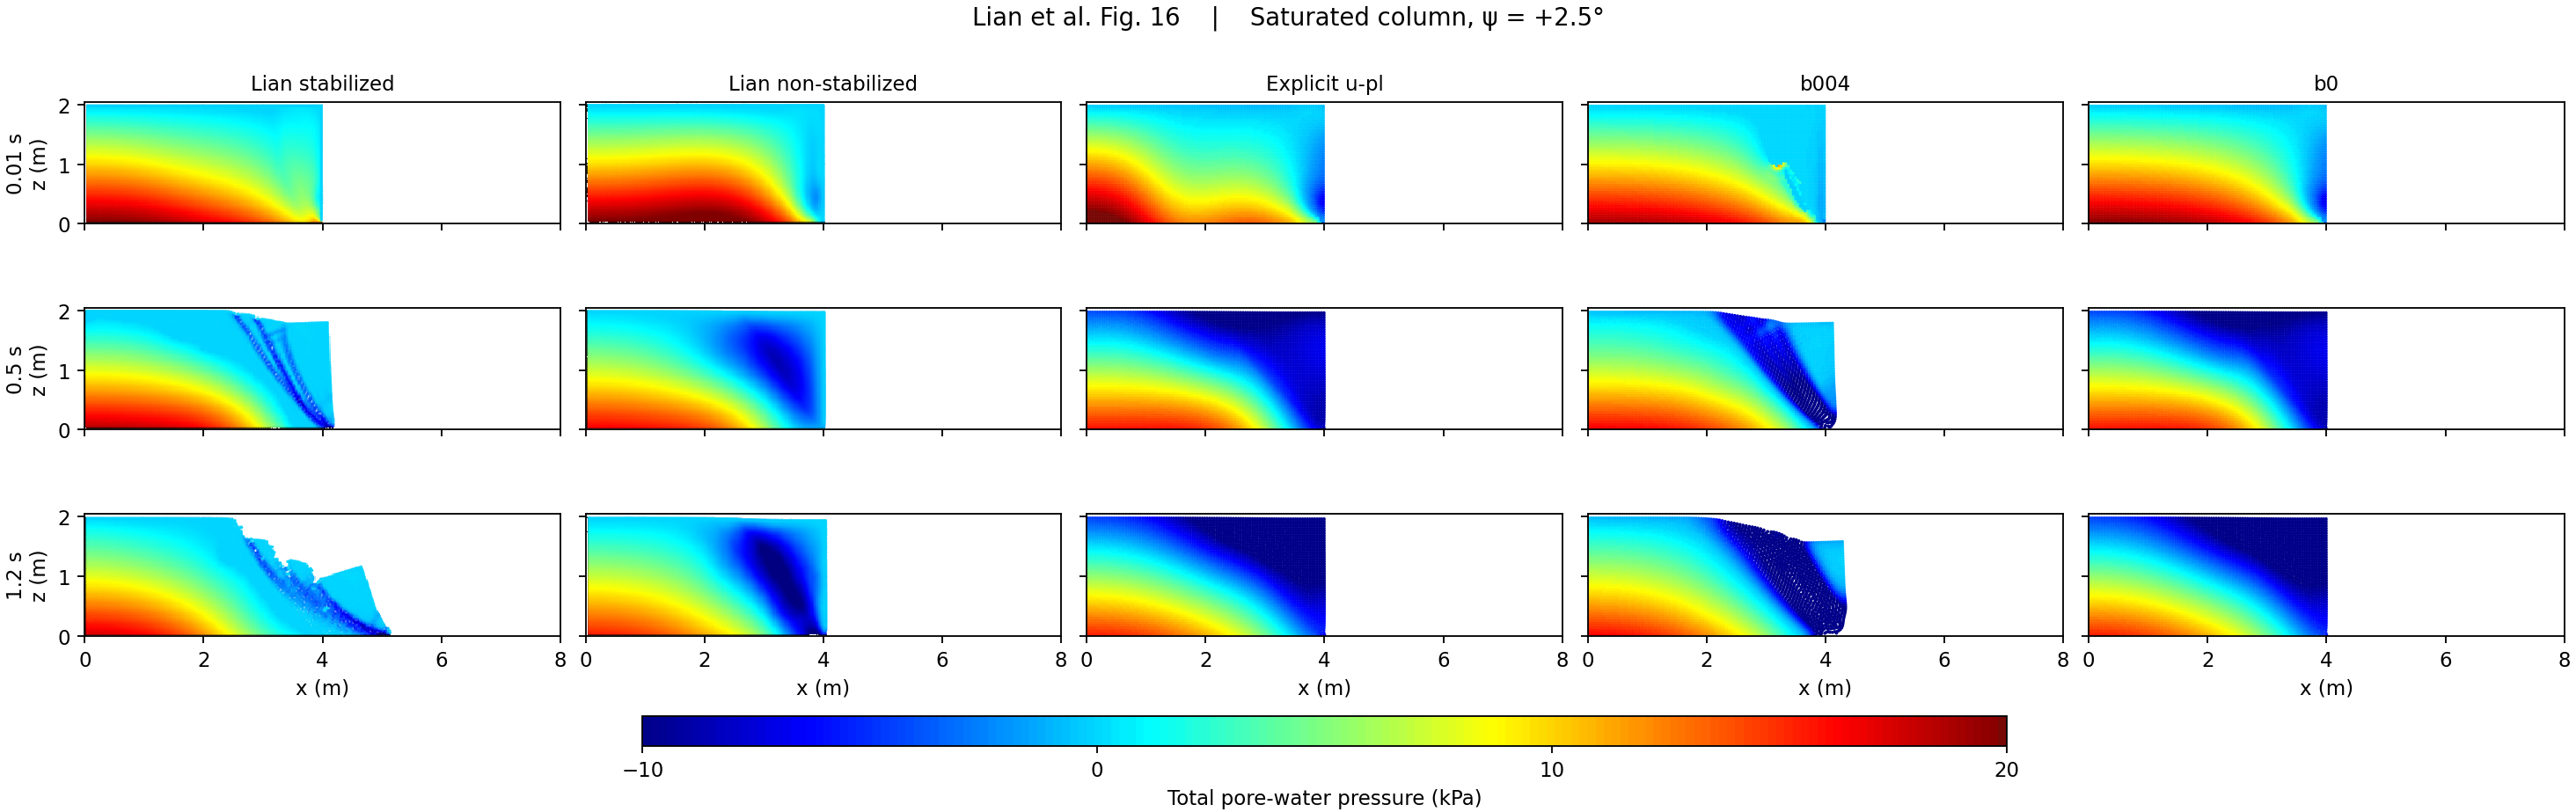 Lian et al. Fig. 16    |    Saturated column, ψ = +2.5°
Lian stabilized
Lian non-stabilized
Explicit u-pl
b004
b0
0.01 s
z (m)
2
1
0
0.5 s
z (m)
2
1
0
1.2 s
z (m)
2
1
0
0 2 4 6 8
0 2 4 6 8
0 2 4 6 8
0 2 4 6 8
0 2 4 6 8
x (m)
x (m)
x (m)
x (m)
x (m)
−10 0 10 20
Total pore-water pressure (kPa)